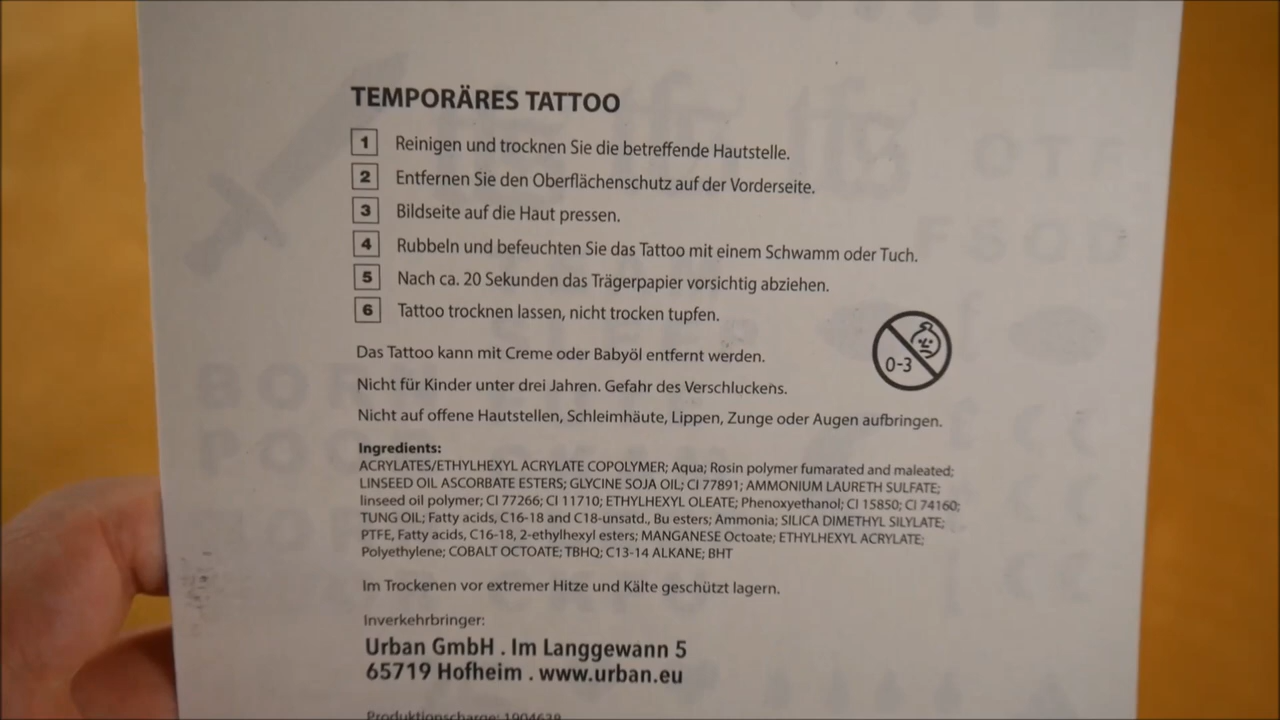 TEMPORÄRES TATTOO
1 Reinigen und trocknen Sie die betreffende Hautstelle.
2 Entfernen Sie den Oberflächenschutz auf der Vorderseite.
3 Bildseite auf die Haut pressen.
4 Rubbeln und befeuchten Sie das Tattoo mit einem Schwamm oder Tuch.
5 Nach ca. 20 Sekunden das Trägerpapier vorsichtig abziehen.
6 Tattoo trocknen lassen, nicht trocken tupfen.
Das Tattoo kann mit Creme oder Babyöl entfernt werden.
0-3
Nicht für Kinder unter drei Jahren. Gefahr des Verschluckens.
Nicht auf offene Hautstellen, Schleimhäute, Lippen, Zunge oder Augen aufbringen.
Ingredients:
ACRYLATES/ETHYLHEXYL ACRYLATE COPOLYMER; Aqua; Rosin polymer fumarated and maleated;
LINSEED OIL ASCORBATE ESTERS; GLYCINE SOJA OIL; CI 77891; AMMONIUM LAURETH SULFATE;
linseed oil polymer; CI 77266; CI 11710; ETHYLHEXYL OLEATE; Phenoxyethanol; CI 15850; CI 74160;
TUNG OIL; Fatty acids, C16-18 and C18-unsatd., Bu esters; Ammonia; SILICA DIMETHYL SILYLATE;
PTFE, Fatty acids, C16-18, 2-ethylhexyl esters; MANGANESE Octoate; ETHYLHEXYL ACRYLATE;
Polyethylene; COBALT OCTOATE; TBHQ; C13-14 ALKANE; BHT
Im Trockenen vor extremer Hitze und Kälte geschützt lagern.
Inverkehrbringer:
Urban GmbH . Im Langgewann 5
65719 Hofheim . www.urban.eu
Produktionscharge: 1904639